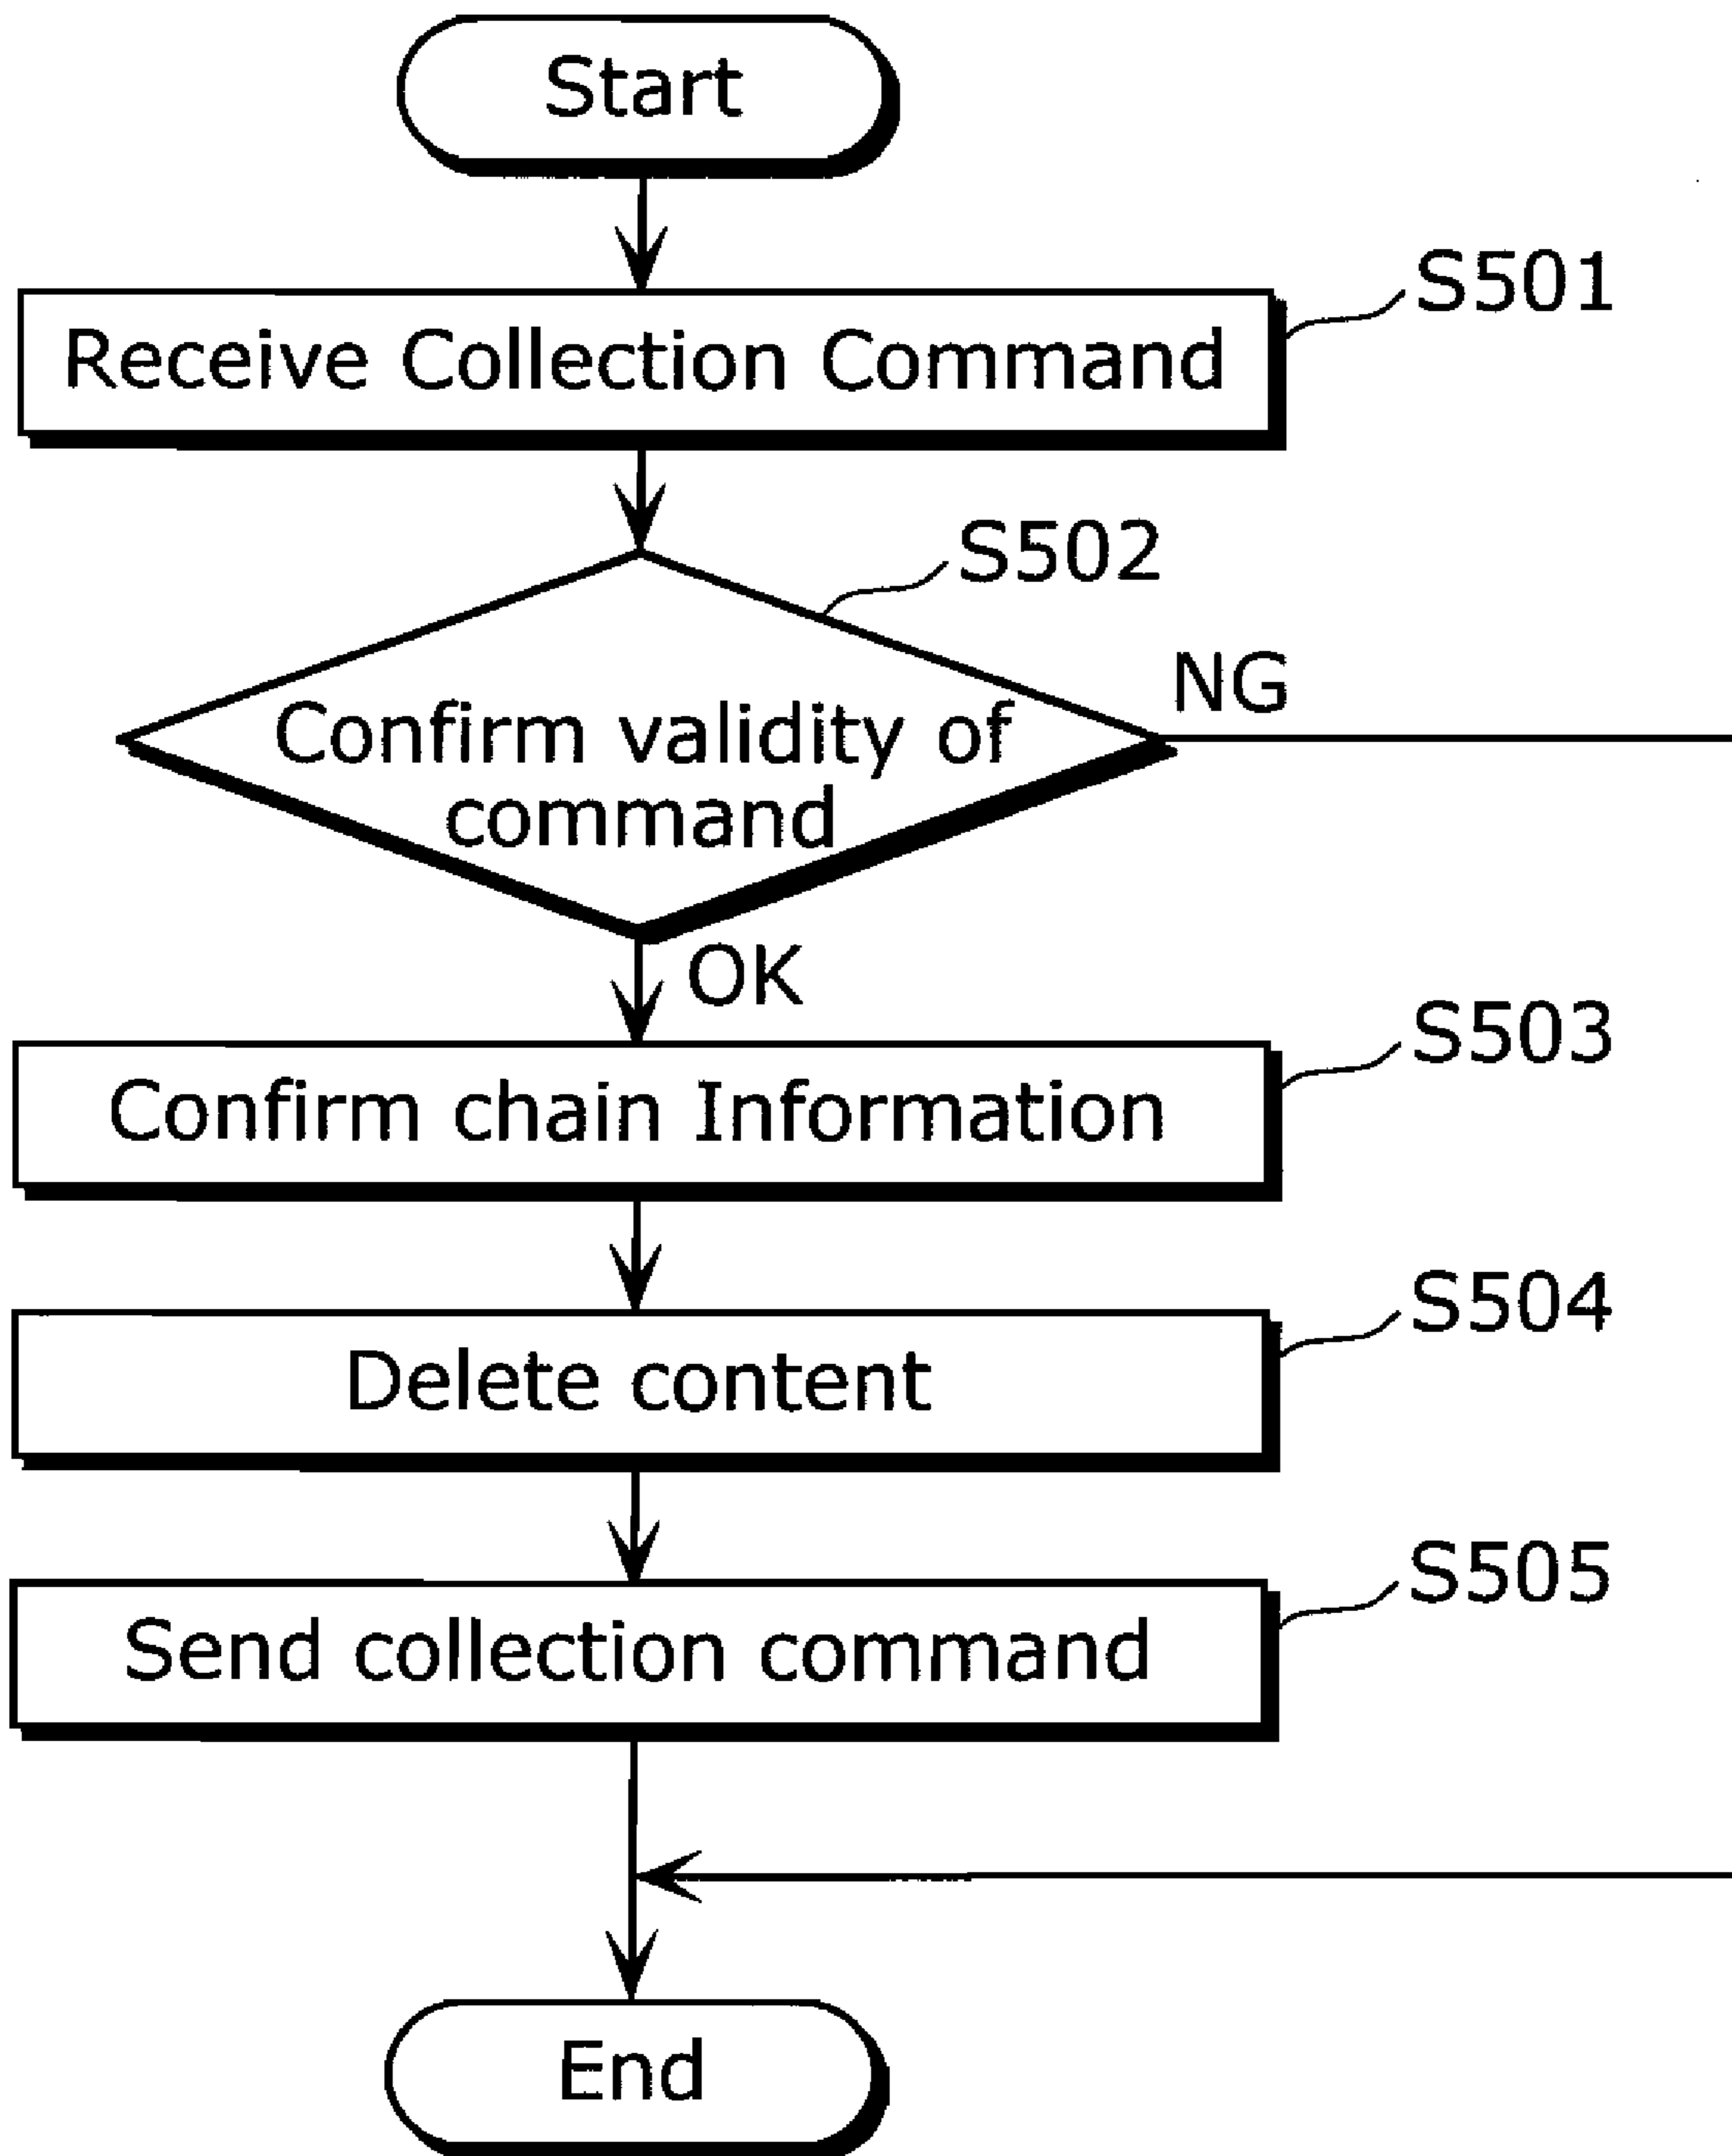 Start
S501
Receive Collection Command
S502
NG
Confirm validity of
command
OK
S503
Confirm chain Information
S504
Delete content
S505
Send collection command
End